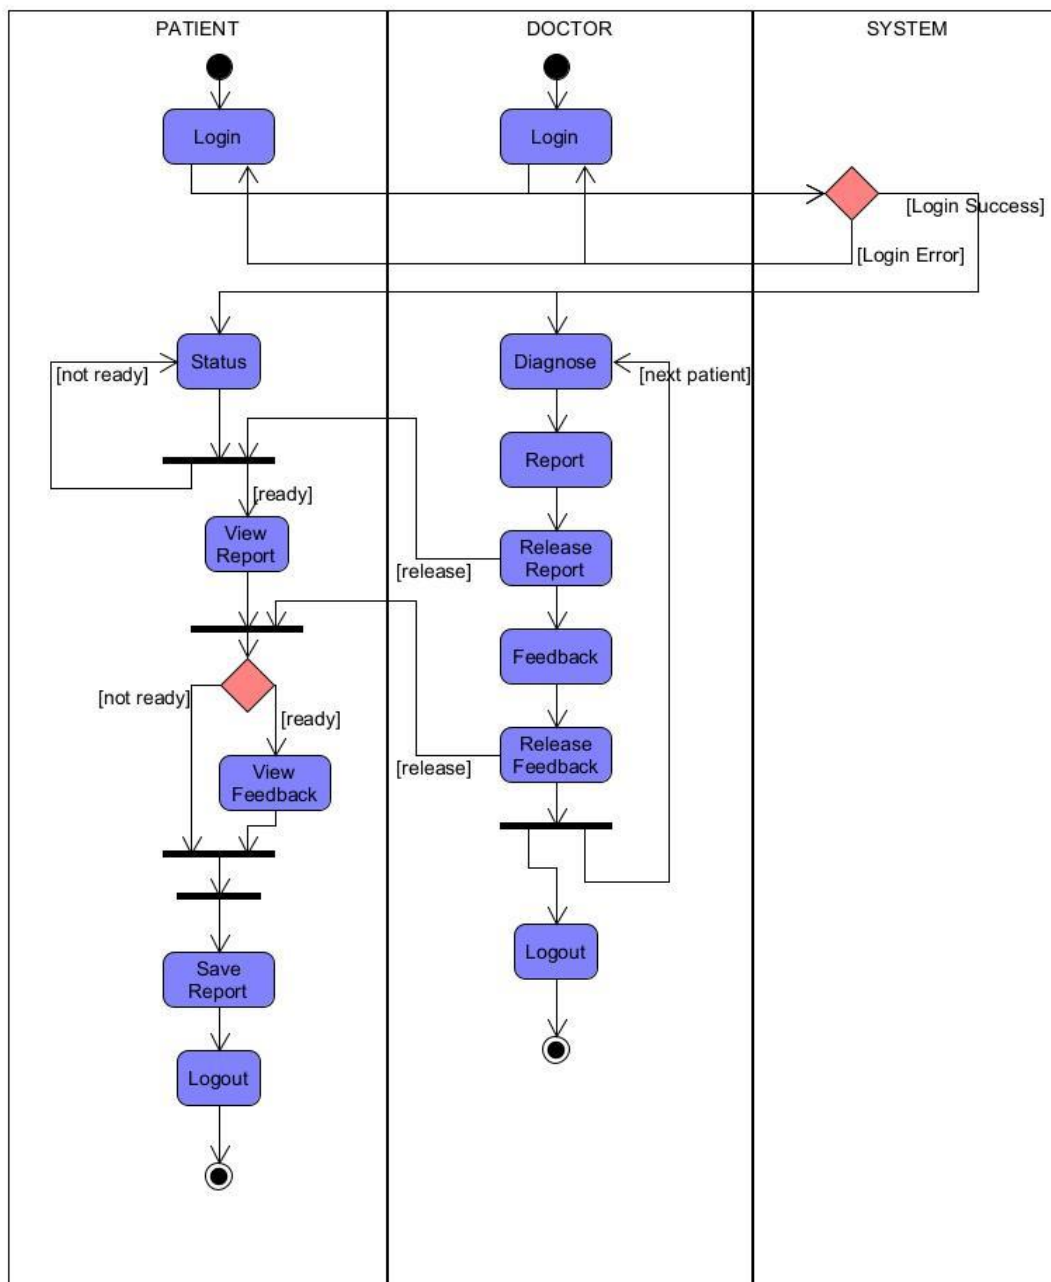 PATIENT
DOCTOR
SYSTEM
Login
Login
[Login Success]
[Login Error]
Status
[not ready]
Diagnose
[next patient]
Report
[ready]
View
Report
Release
Report
[release]
Feedback
[not ready]
[ready]
View
Feedback
Release
Feedback
[release]
Logout
Save
Report
Logout